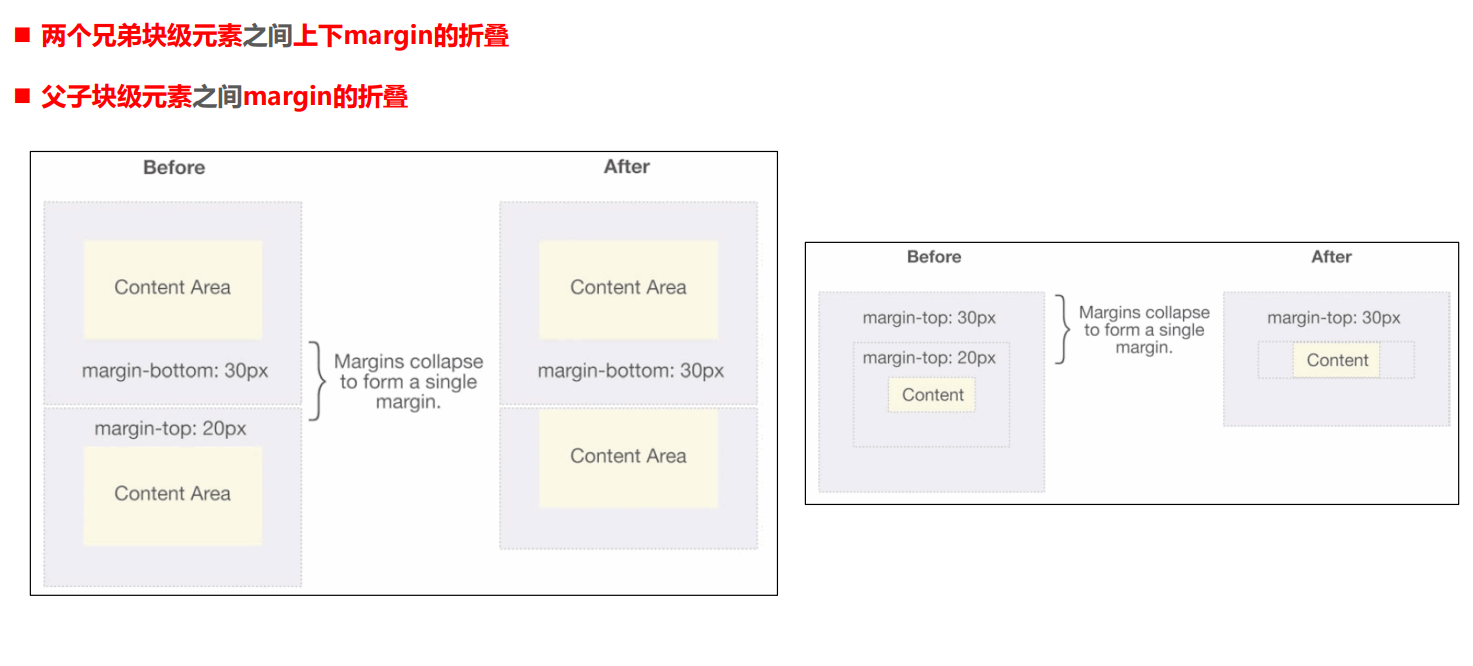 ■ 两个兄弟块级元素之间上下margin的折叠
■ 父子块级元素之间margin的折叠
Before
After
Content Area
margin-bottom: 30px
margin-top: 20px
Content Area
Margins collapse
to form a single
margin.
Content Area
margin-bottom: 30px
Content Area
Before
After
margin-top: 30px
margin-top: 20px
Content
Margins collapse
to form a single
margin.
margin-top: 30px
Content